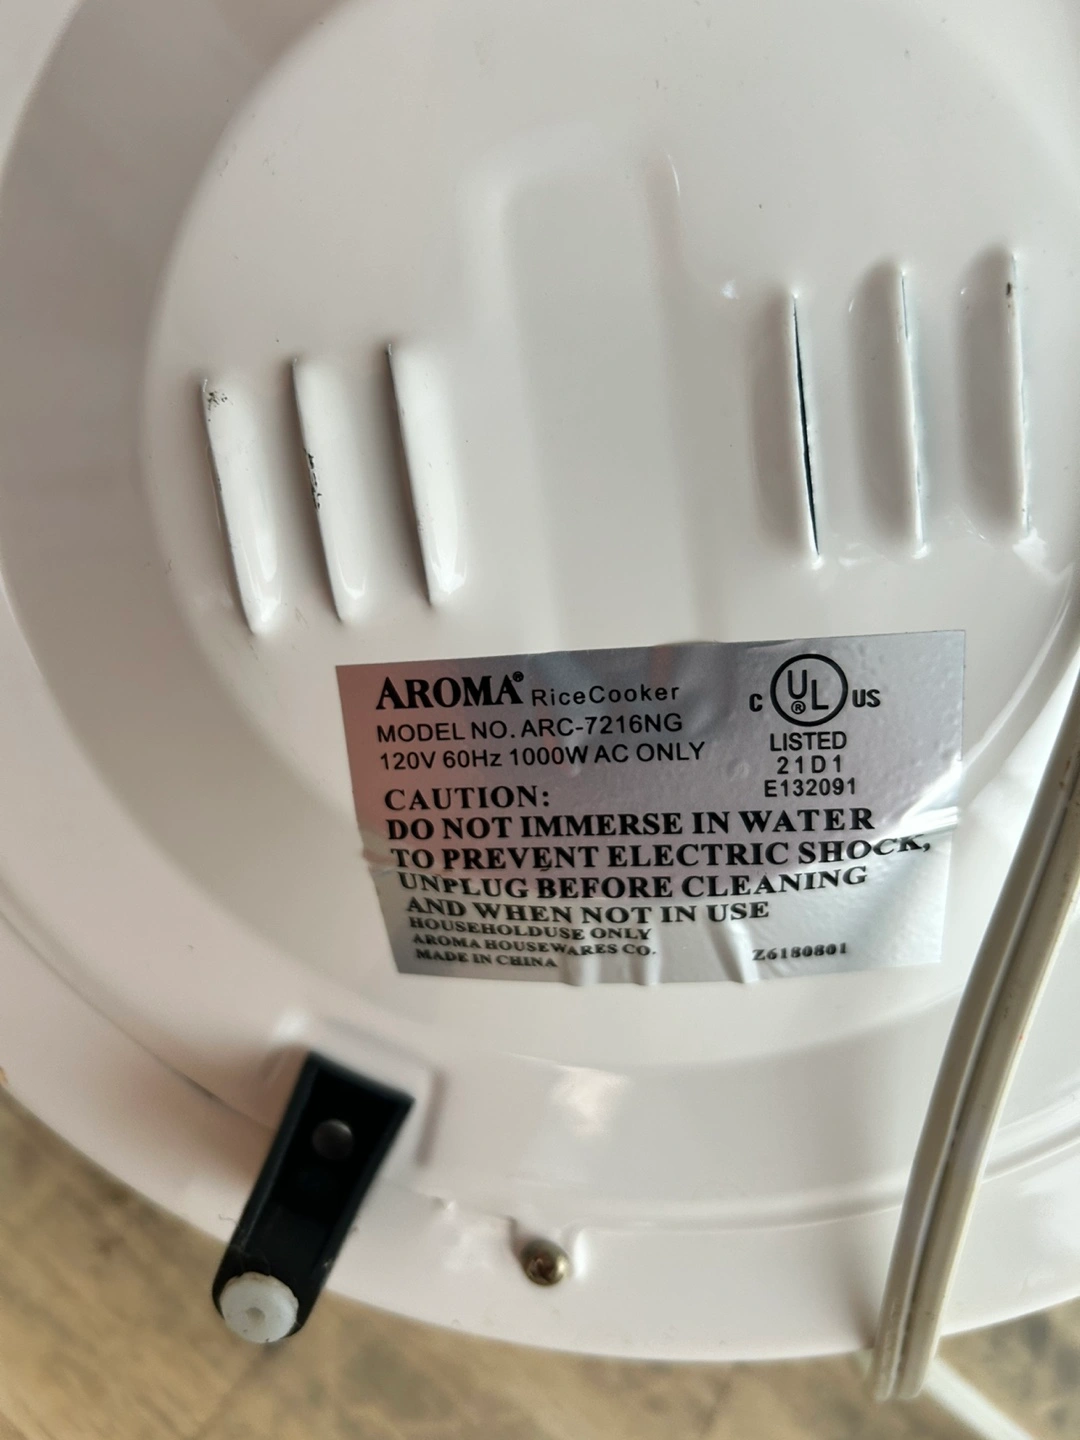 AROMA® RiceCooker
MODEL NO. ARC-7216NG
120V 60Hz 1000W AC ONLY
C UL® US
LISTED
21D1
E132091
CAUTION:
DO NOT IMMERSE IN WATER
TO PREVENT ELECTRIC SHOCK,
UNPLUG BEFORE CLEANING
AND WHEN NOT IN USE
HOUSEHOLDUSE ONLY
AROMA HOUSEWARES CO.
MADE IN CHINA
Z6180801